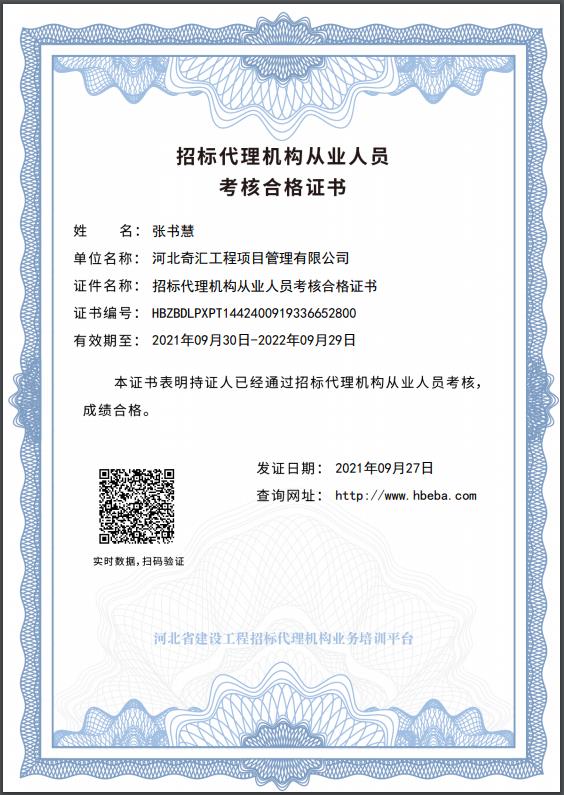 招标代理机构从业人员
考核合格证书
姓 名： 张书慧
单位名称： 河北奇汇工程项目管理有限公司
证件名称： 招标代理机构从业人员考核合格证书
证书编号： HBZBDLPXPT1442400919336652800
有效期至： 2021年09月30日-2022年09月29日
本证书表明持证人已经通过招标代理机构从业人员考核，
成绩合格。
发证日期： 2021年09月27日
查询网址： http://www.hbeba.com
实时数据,扫码验证
河北省建设工程招标代理机构业务培训平台